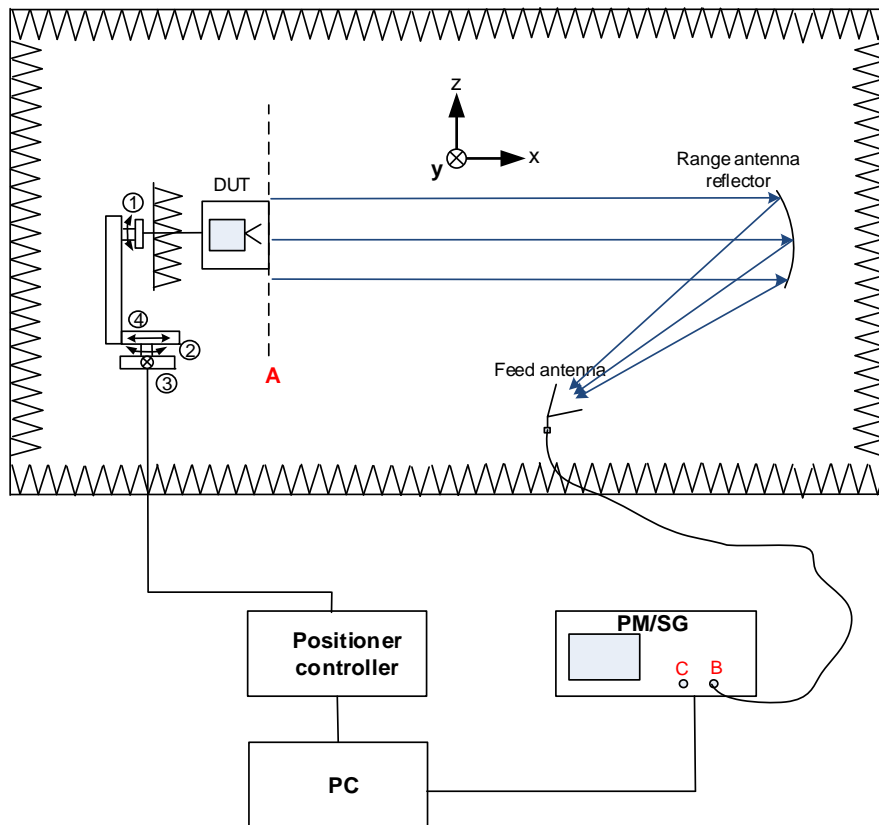 z
y
x
DUT
Range antenna
reflector
①
④
②
③
A
Feed antenna
Positioner
controller
PM/SG
C
B
PC